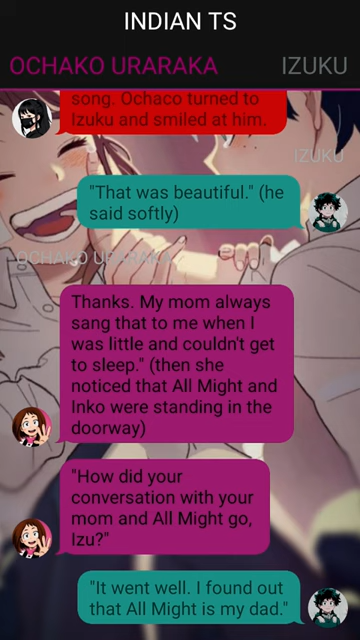 INDIAN TS
OCHAKO URARAKA IZUKU
song. Ochaco turned to
Izuku and smiled at him.
IZUKU
"That was beautiful." (he
said softly)
OCHAKO URARAKA
Thanks. My mom always
sang that to me when I
was little and couldn't get
to sleep." (then she
noticed that All Might and
Inko were standing in the
doorway)
"How did your
conversation with your
mom and All Might go,
Izu?"
"It went well. I found out
that All Might is my dad."